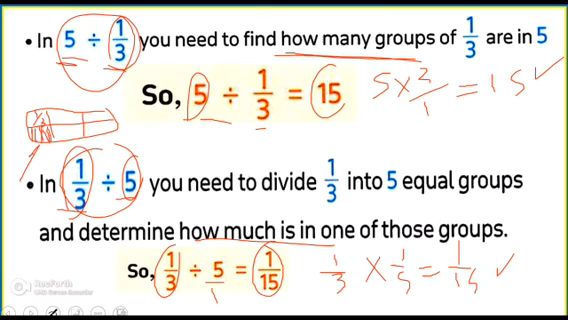 • In 5 ÷ 1/3 you need to find how many groups of 1/3 are in 5
So, 5 ÷ 1/3 = 15
5 × 3/1 = 15 ✓
• In 1/3 ÷ 5 you need to divide 1/3 into 5 equal groups
and determine how much is in one of those groups.
So, 1/3 ÷ 5/1 = 1/15
1/3 × 1/5 = 1/15 ✓
RecForth